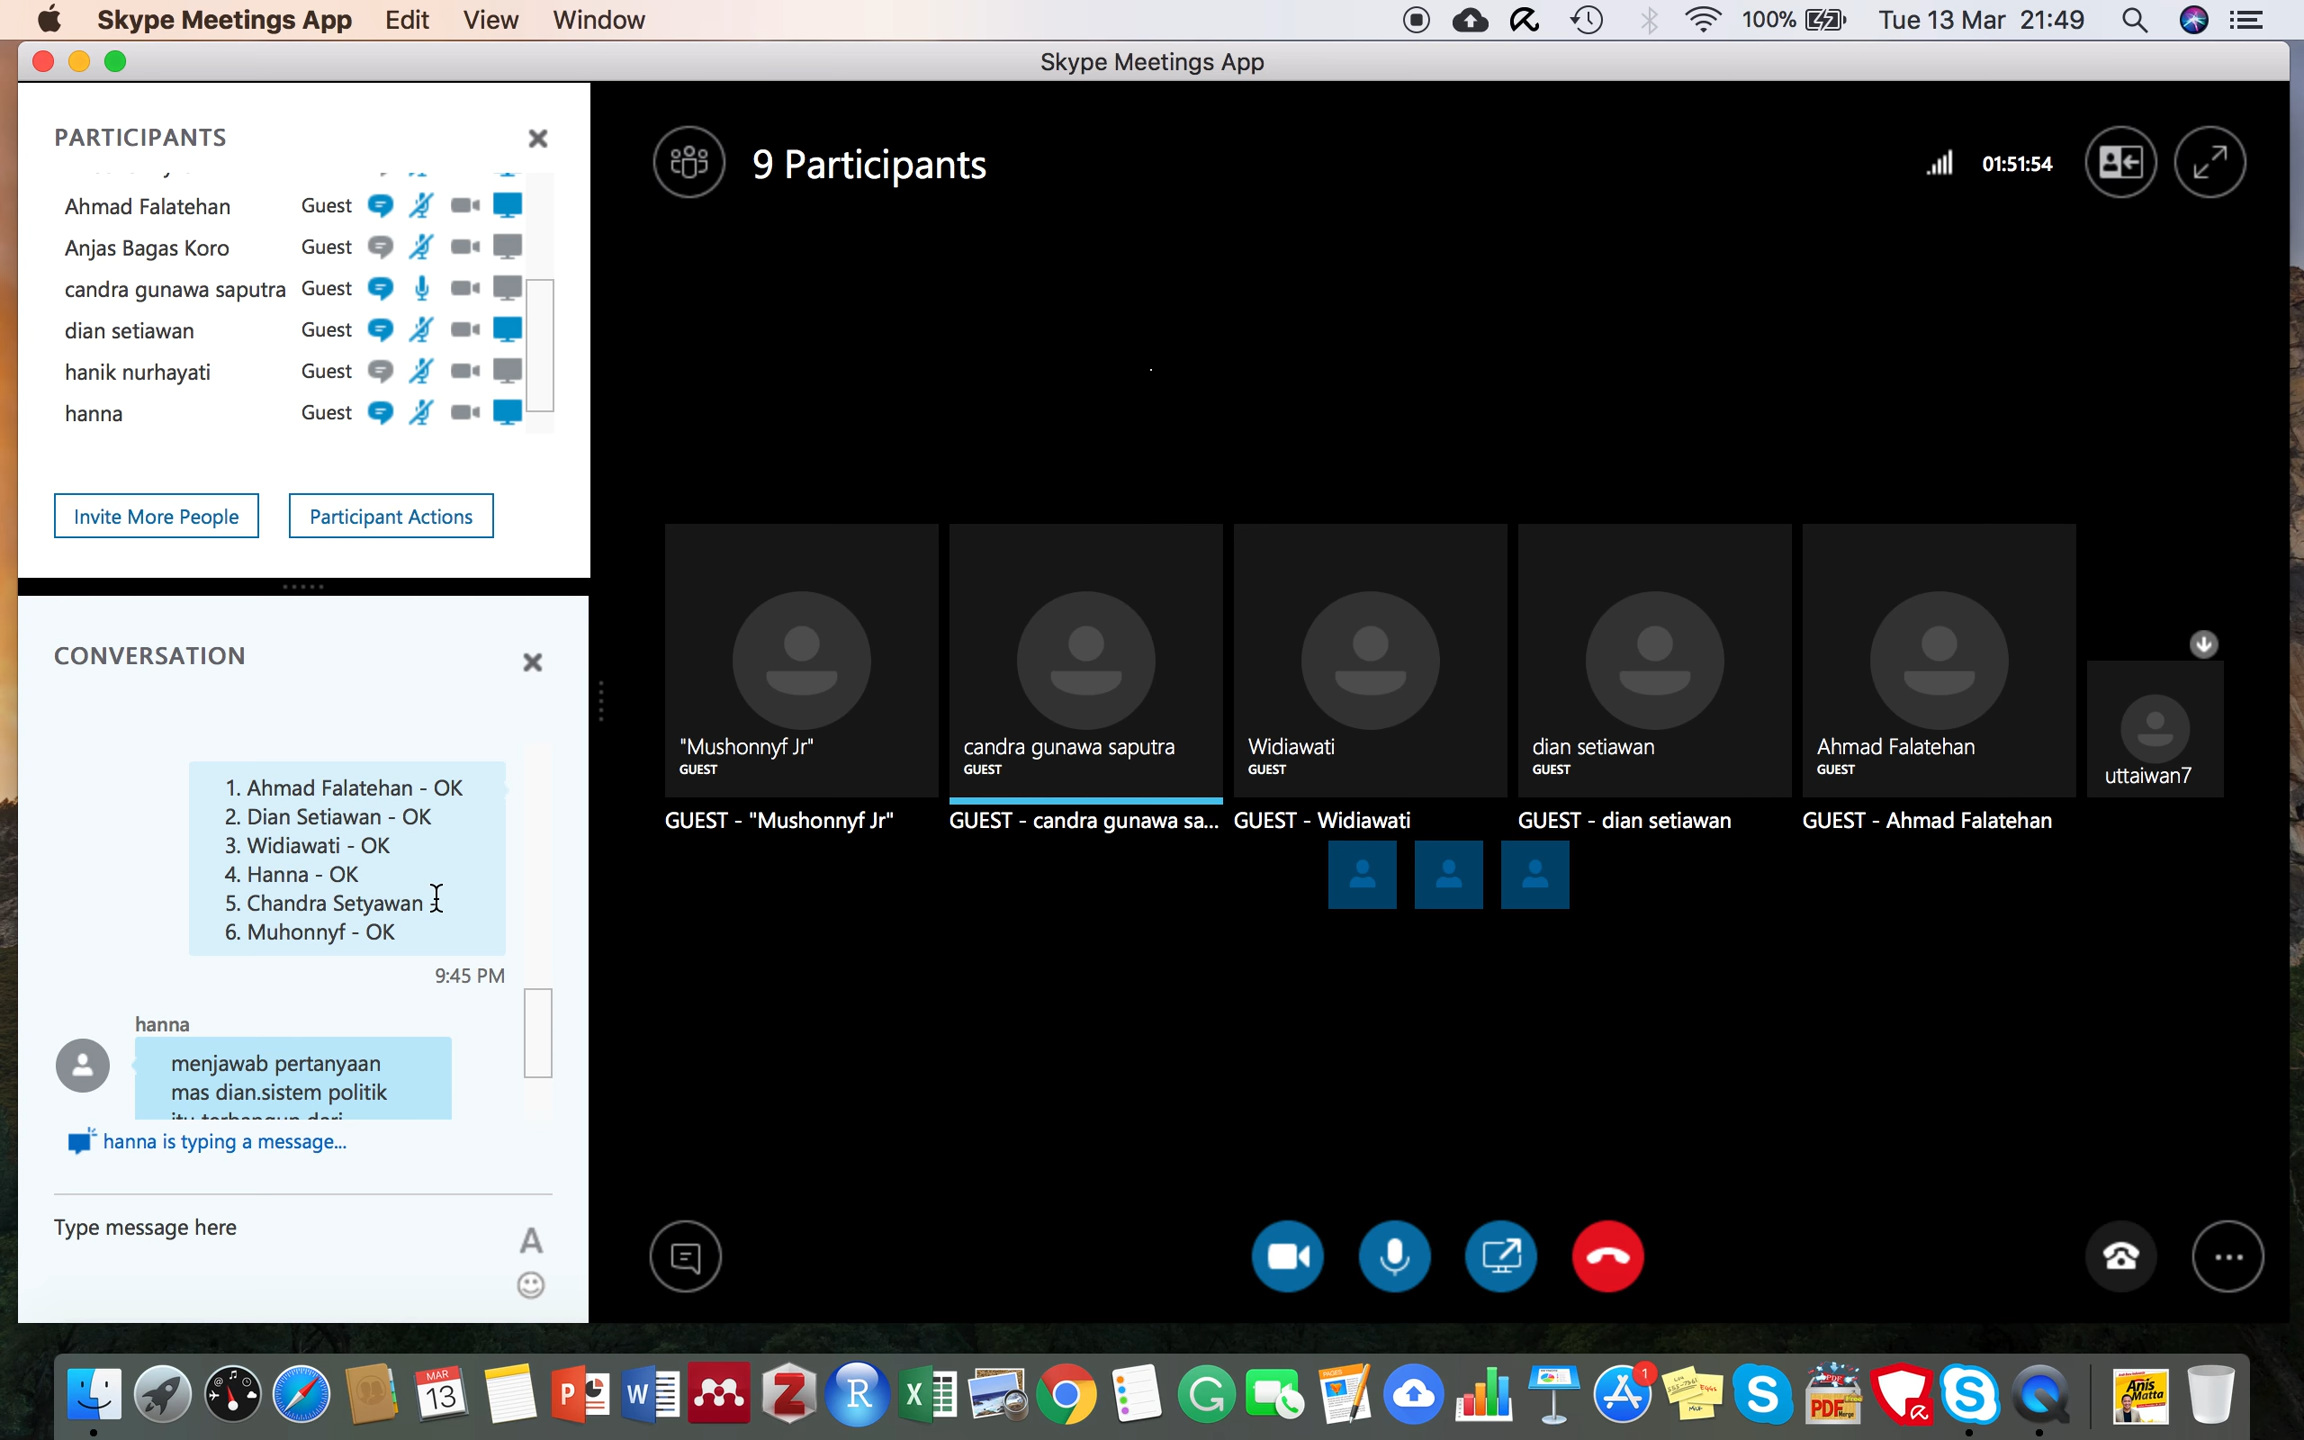 Skype Meetings App Edit View Window 100% Tue 13 Mar 21:49
Skype Meetings App
PARTICIPANTS
Ahmad Falatehan Guest
Anjas Bagas Koro Guest
candra gunawa saputra Guest
dian setiawan Guest
hanik nurhayati Guest
hanna Guest
Invite More People Participant Actions
9 Participants
01:51:54
"Mushonnyf Jr"
GUEST
GUEST - "Mushonnyf Jr"
candra gunawa saputra
GUEST
GUEST - candra gunawa sa...
Widiawati
GUEST
GUEST - Widiawati
dian setiawan
GUEST
GUEST - dian setiawan
Ahmad Falatehan
GUEST
GUEST - Ahmad Falatehan
uttaiwan7
CONVERSATION
1. Ahmad Falatehan - OK
2. Dian Setiawan - OK
3. Widiawati - OK
4. Hanna - OK
5. Chandra Setyawan -
6. Muhonnyf - OK
9:45 PM
hanna
menjawab pertanyaan
mas dian.sistem politik
hanna is typing a message...
Type message here
A
MAR
13
P
W
Z
R
X
PAGES
1
PDF
Merge
Anis
Matta